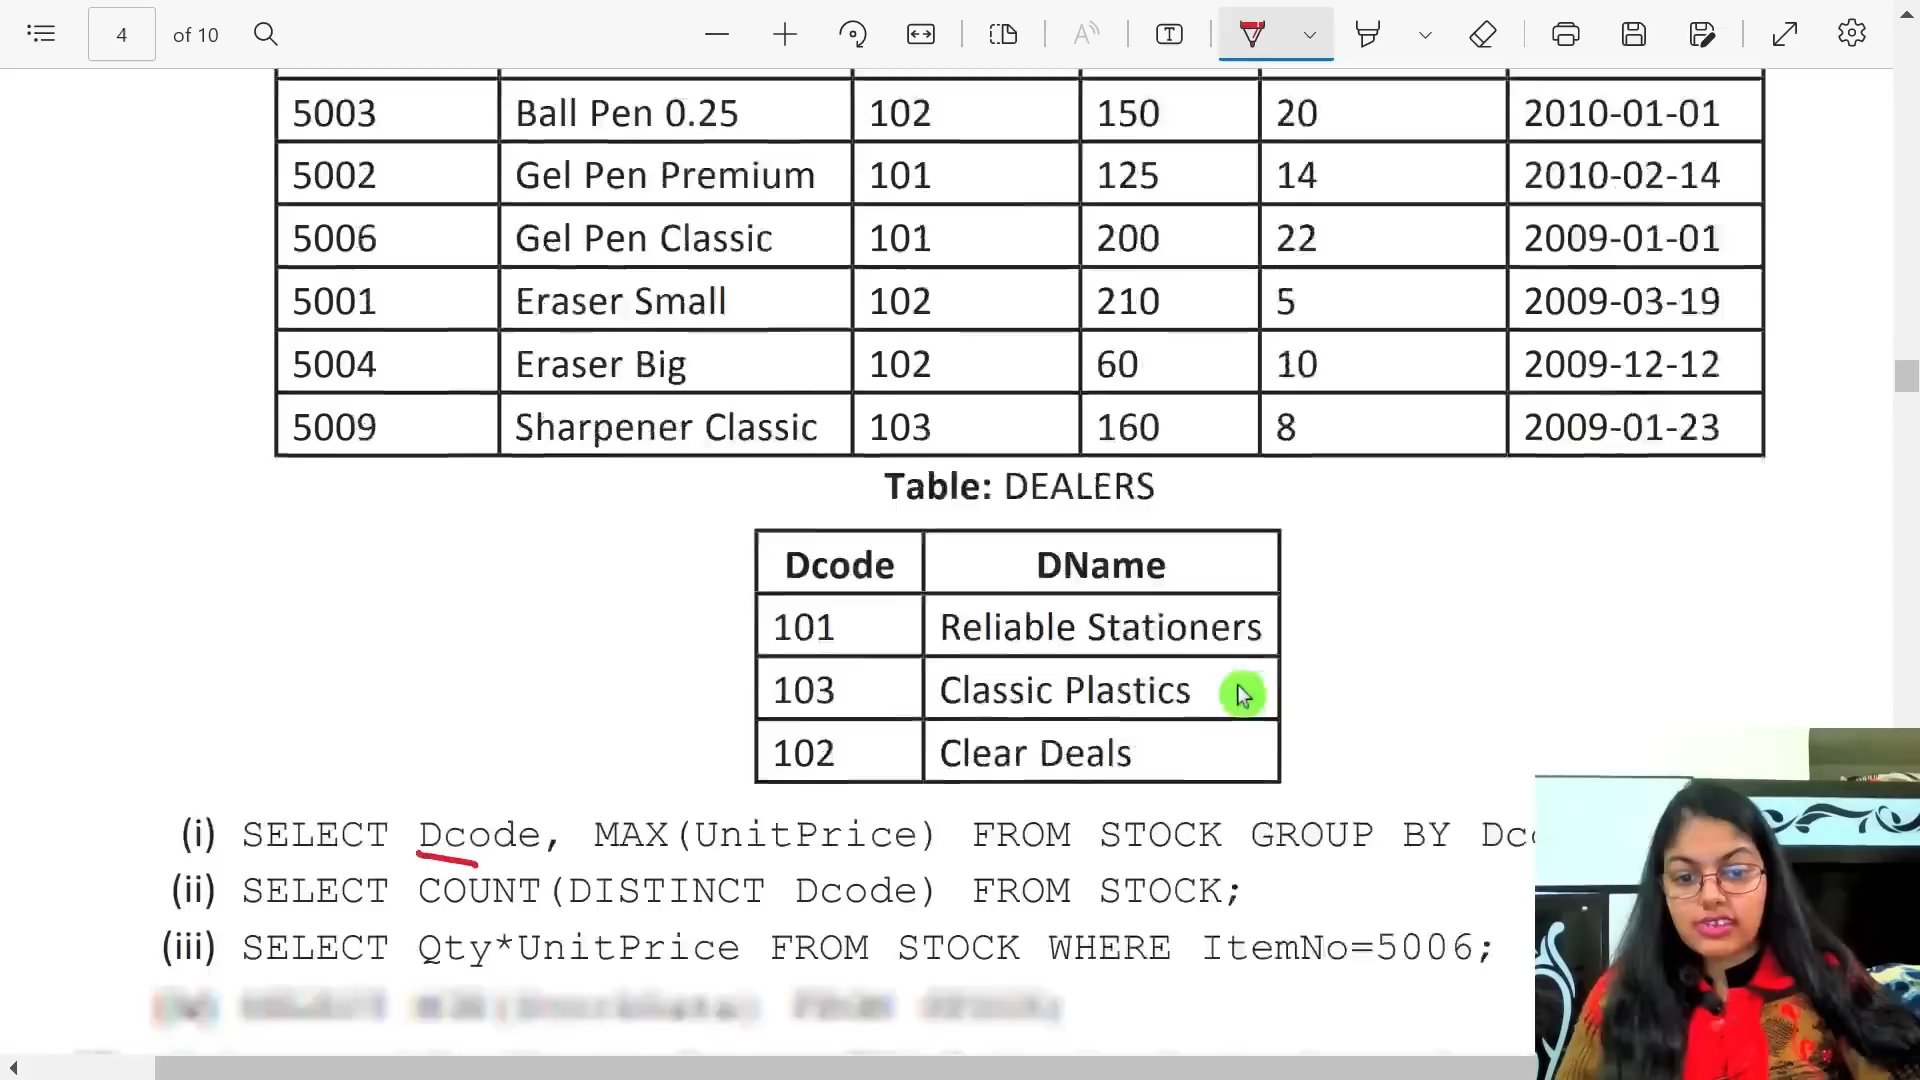 4 of 10
5003 Ball Pen 0.25 102 150 20 2010-01-01
5002 Gel Pen Premium 101 125 14 2010-02-14
5006 Gel Pen Classic 101 200 22 2009-01-01
5001 Eraser Small 102 210 5 2009-03-19
5004 Eraser Big 102 60 10 2009-12-12
5009 Sharpener Classic 103 160 8 2009-01-23
Table: DEALERS
Dcode DName
101 Reliable Stationers
103 Classic Plastics
102 Clear Deals
(i) SELECT Dcode, MAX(UnitPrice) FROM STOCK GROUP BY Dc
(ii) SELECT COUNT(DISTINCT Dcode) FROM STOCK;
(iii) SELECT Qty*UnitPrice FROM STOCK WHERE ItemNo=5006;